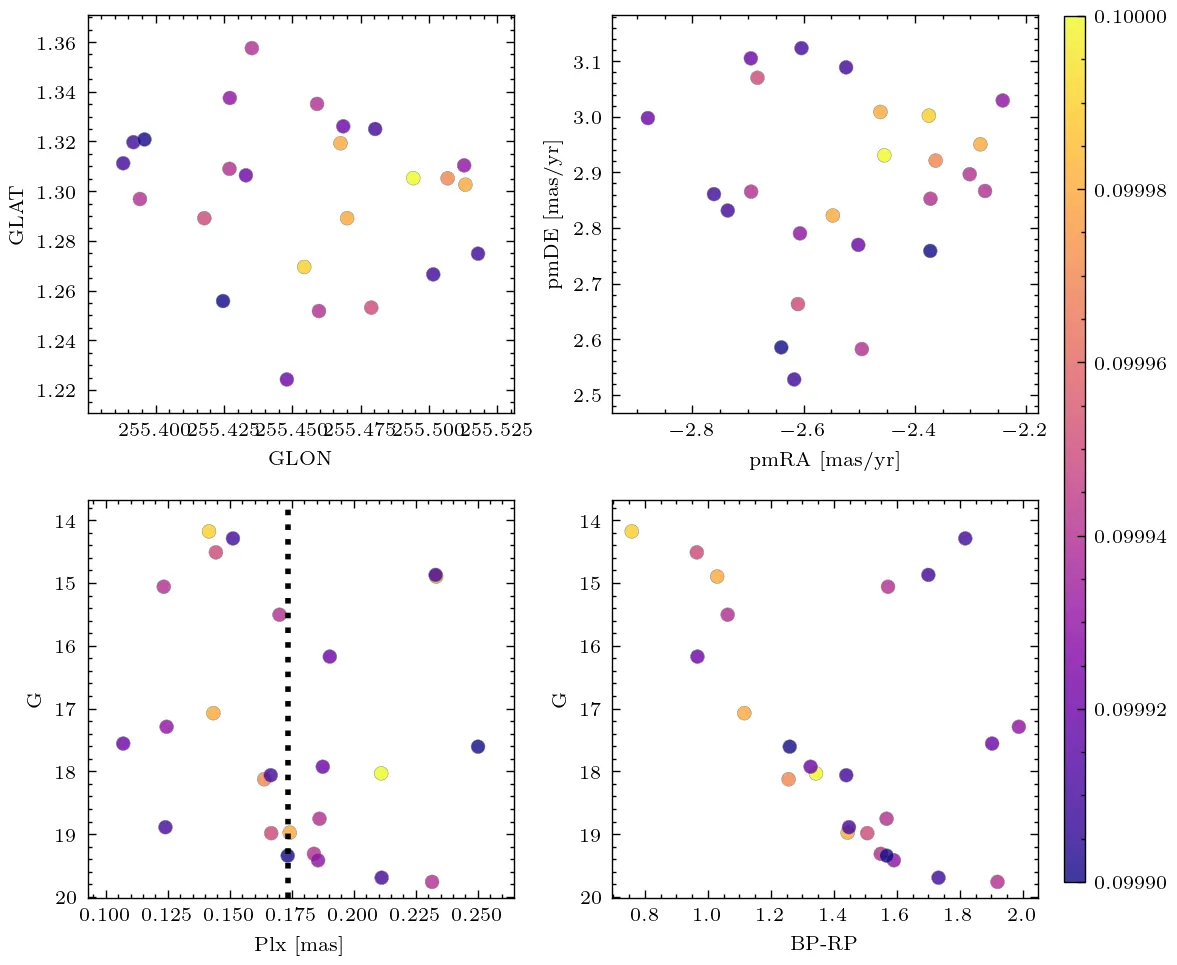 1.36
1.34
1.32
1.30
1.28
1.26
1.24
1.22
GLAT
255.400 255.425 255.450 255.475 255.500 255.525
GLON
3.1
3.0
2.9
2.8
2.7
2.6
2.5
pmDE [mas/yr]
−2.8 −2.6 −2.4 −2.2
pmRA [mas/yr]
14
15
16
17
18
19
20
G
0.100 0.125 0.150 0.175 0.200 0.225 0.250
Plx [mas]
14
15
16
17
18
19
20
G
0.8 1.0 1.2 1.4 1.6 1.8 2.0
BP-RP
0.10000
0.09998
0.09996
0.09994
0.09992
0.09990